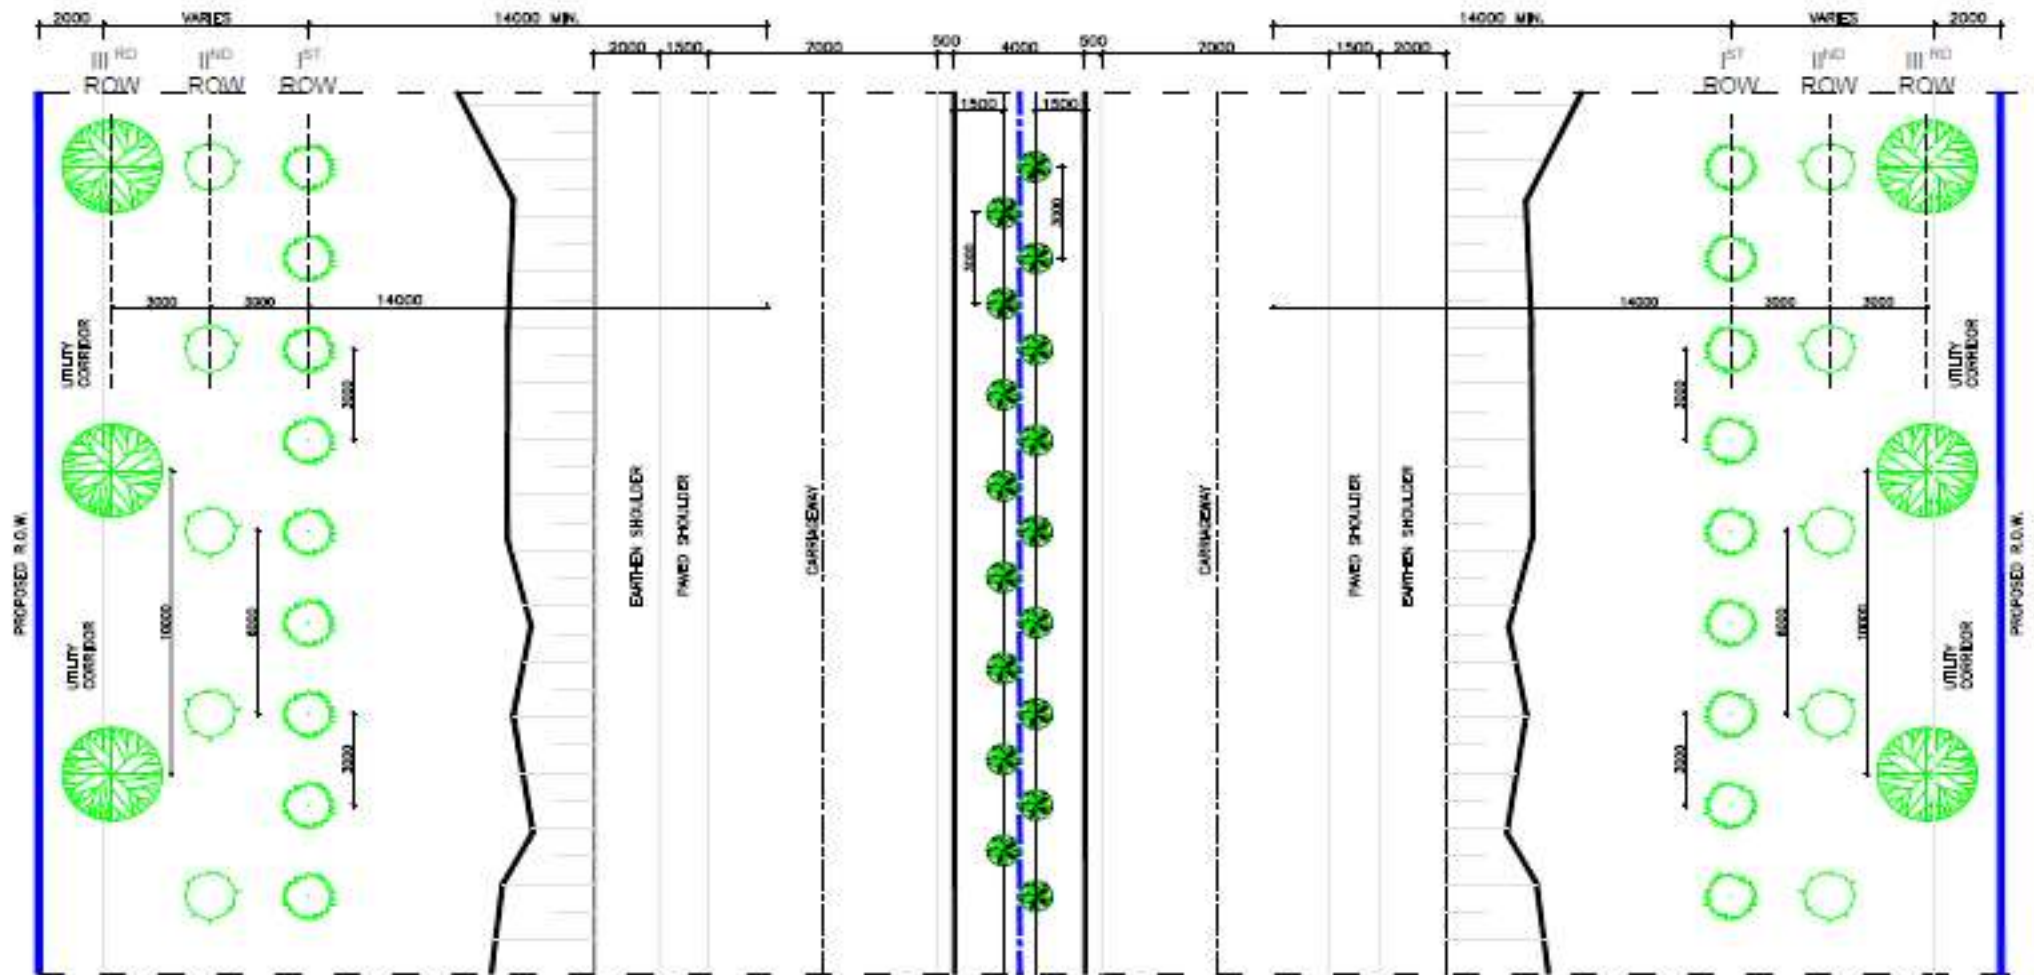 2000 VARIES 14000 MIN. 14000 MIN. VARIES 2000
2000 1500 7000 500 4000 500 7000 1500 2000
III RD II ND I ST I ST II ND III RD
ROW ROW ROW ROW ROW ROW
1500 1500
3000
3000
3000 3000 14000 14000 3000 3000
UTILITY CORRIDOR
UTILITY CORRIDOR
3000
3000
PROPOSED R.O.W.
EARTHEN SHOULDER
PAVED SHOULDER
CARRIAGEWAY
CARRIAGEWAY
PAVED SHOULDER
EARTHEN SHOULDER
PROPOSED R.O.W.
10000
6000
6000
10000
UTILITY CORRIDOR
UTILITY CORRIDOR
3000
3000